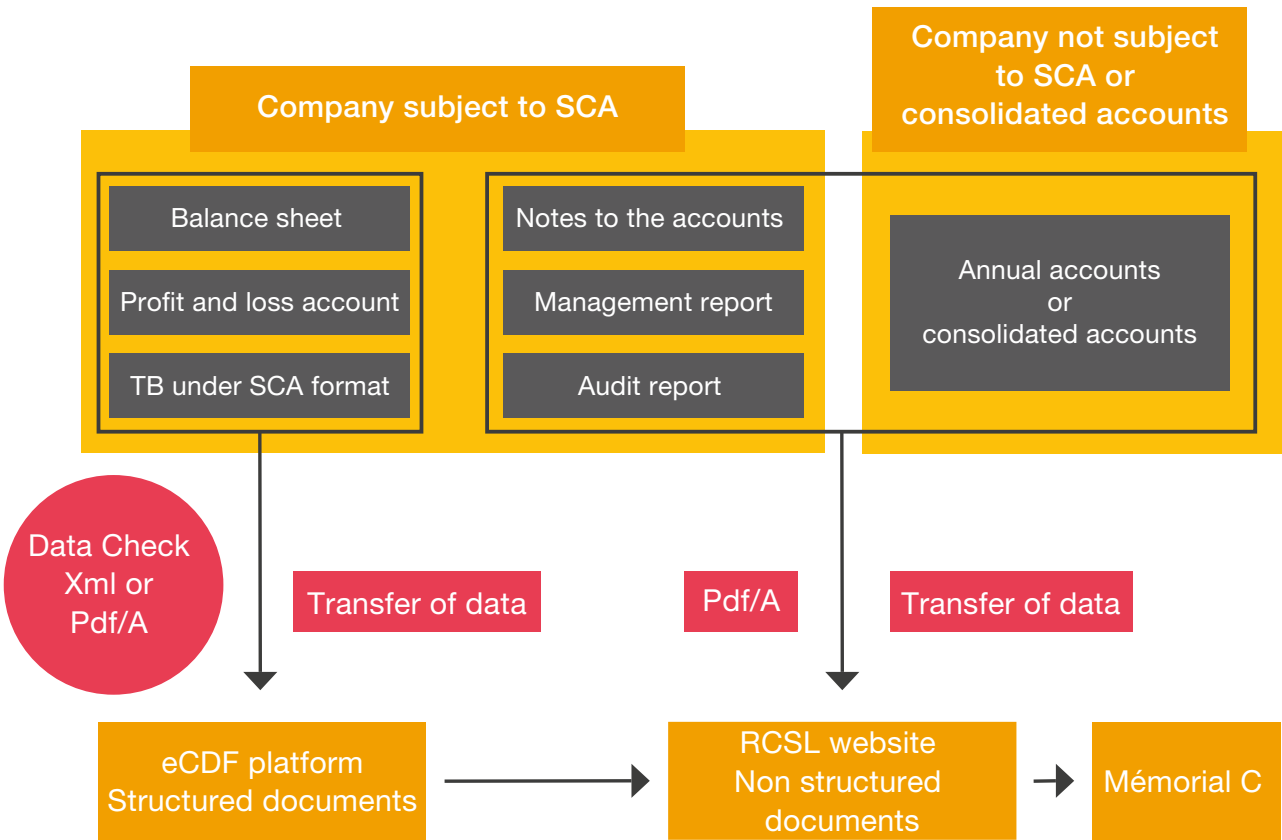 Company subject to SCA
Company not subject
to SCA or
consolidated accounts
Balance sheet
Profit and loss account
TB under SCA format
Notes to the accounts
Management report
Audit report
Annual accounts
or
consolidated accounts
Data Check
Xml or
Pdf/A
Transfer of data
Pdf/A
Transfer of data
eCDF platform
Structured documents
RCSL website
Non structured
documents
Mémorial C